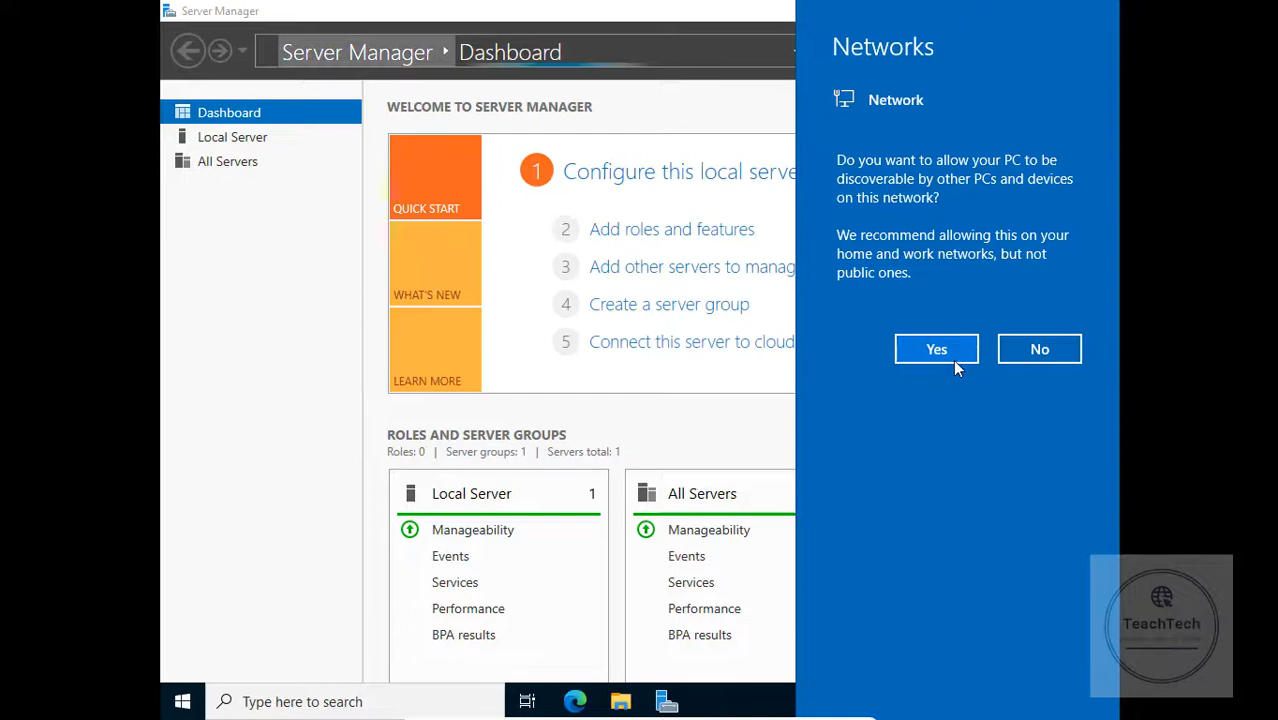 Server Manager
Server Manager Dashboard
Dashboard
Local Server
All Servers
WELCOME TO SERVER MANAGER
QUICK START
WHAT'S NEW
LEARN MORE
1 Configure this local serve
2 Add roles and features
3 Add other servers to manag
4 Create a server group
5 Connect this server to cloud
ROLES AND SERVER GROUPS
Roles: 0 | Server groups: 1 | Servers total: 1
Local Server 1
Manageability
Events
Services
Performance
BPA results
All Servers
Manageability
Events
Services
Performance
BPA results
Networks
Network
Do you want to allow your PC to be
discoverable by other PCs and devices
on this network?
We recommend allowing this on your
home and work networks, but not
public ones.
Yes
No
TeachTech
Type here to search